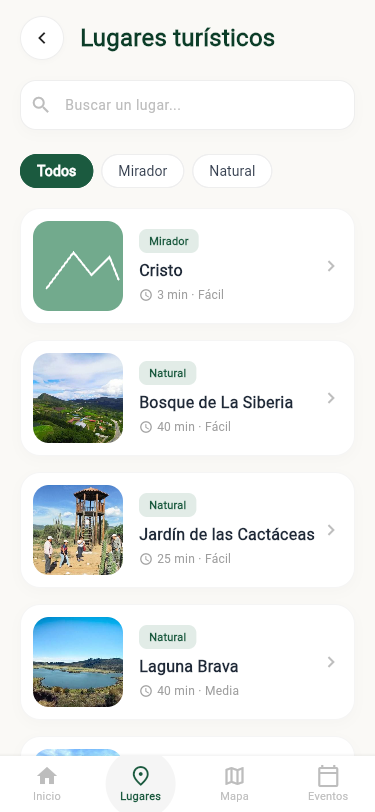 Lugares turísticos
Buscar un lugar...
Todos
Mirador
Natural
Mirador
Cristo
3 min · Fácil
Natural
Bosque de La Siberia
40 min · Fácil
Natural
Jardín de las Cactáceas
25 min · Fácil
Natural
Laguna Brava
40 min · Media
Inicio
Lugares
Mapa
Eventos